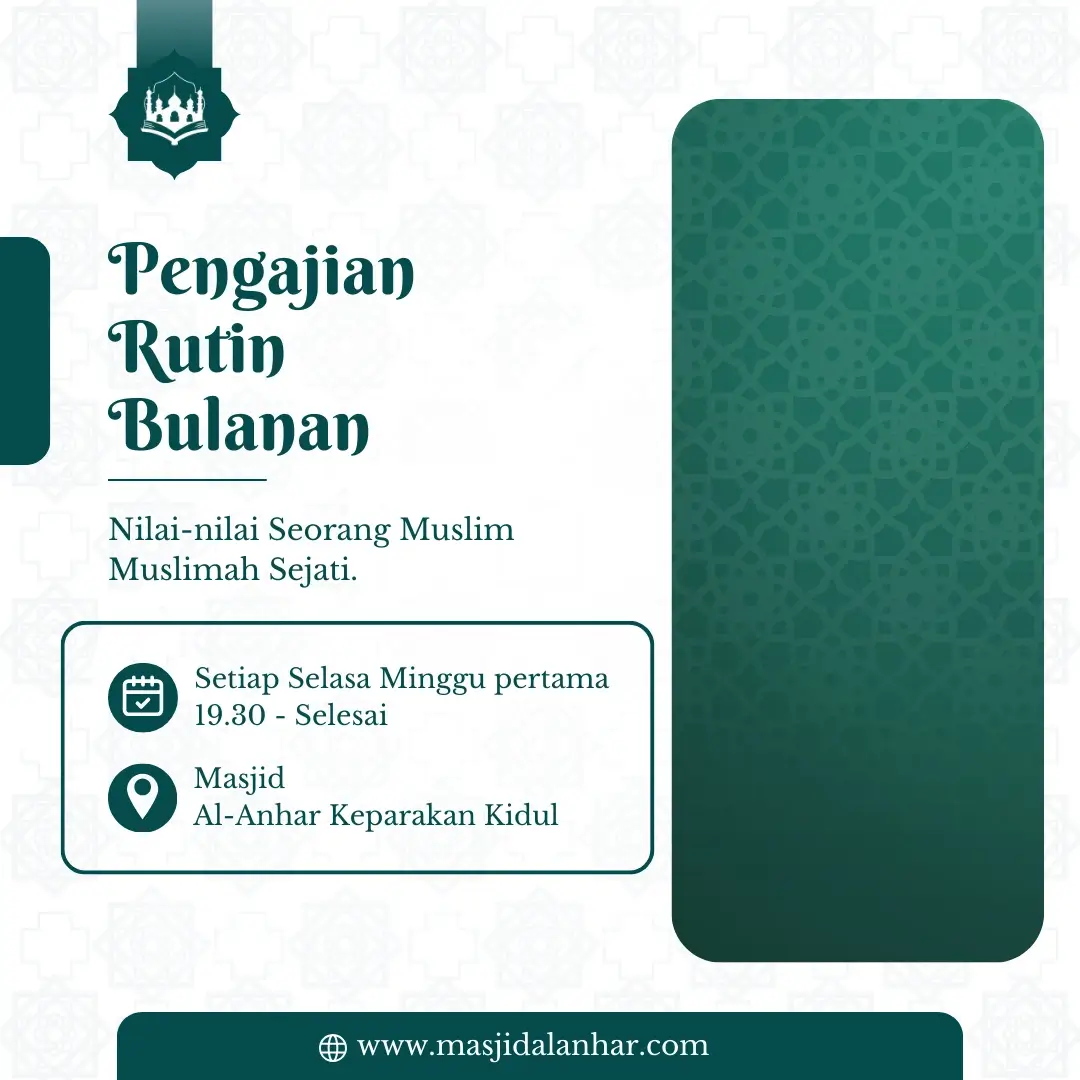 Pengajian
Rutin
Bulanan
Nilai-nilai Seorang Muslim
Muslimah Sejati.
Setiap Selasa Minggu pertama
19.30 - Selesai
Masjid
Al-Anhar Keparakan Kidul
www.masjidalanhar.com